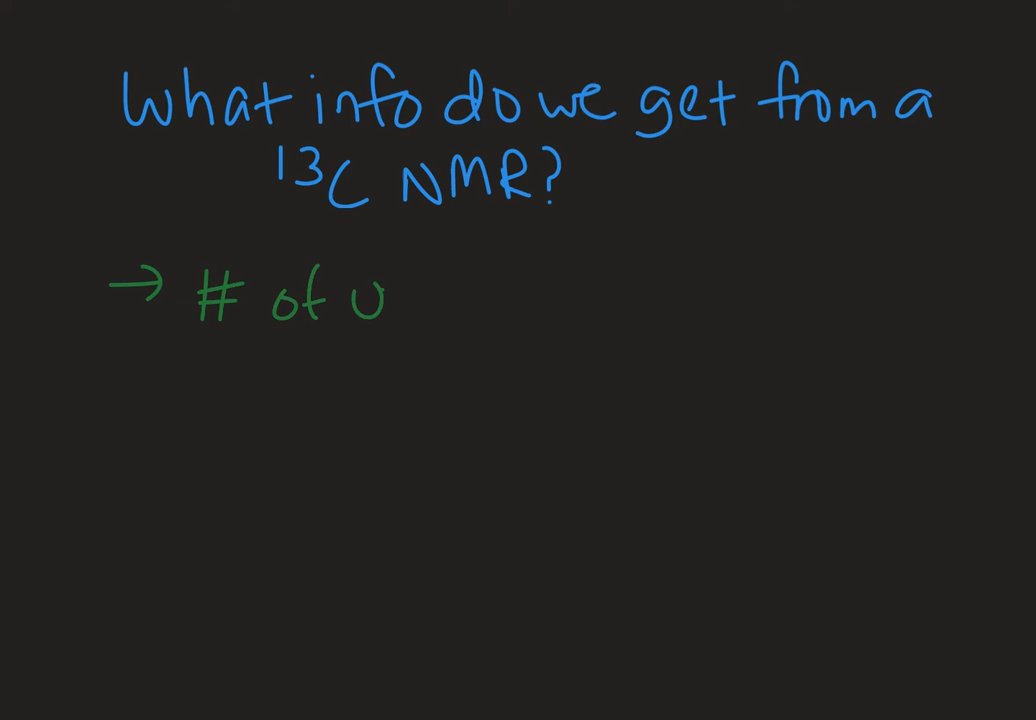 What info do we get from a
¹³C NMR?
→ # of u